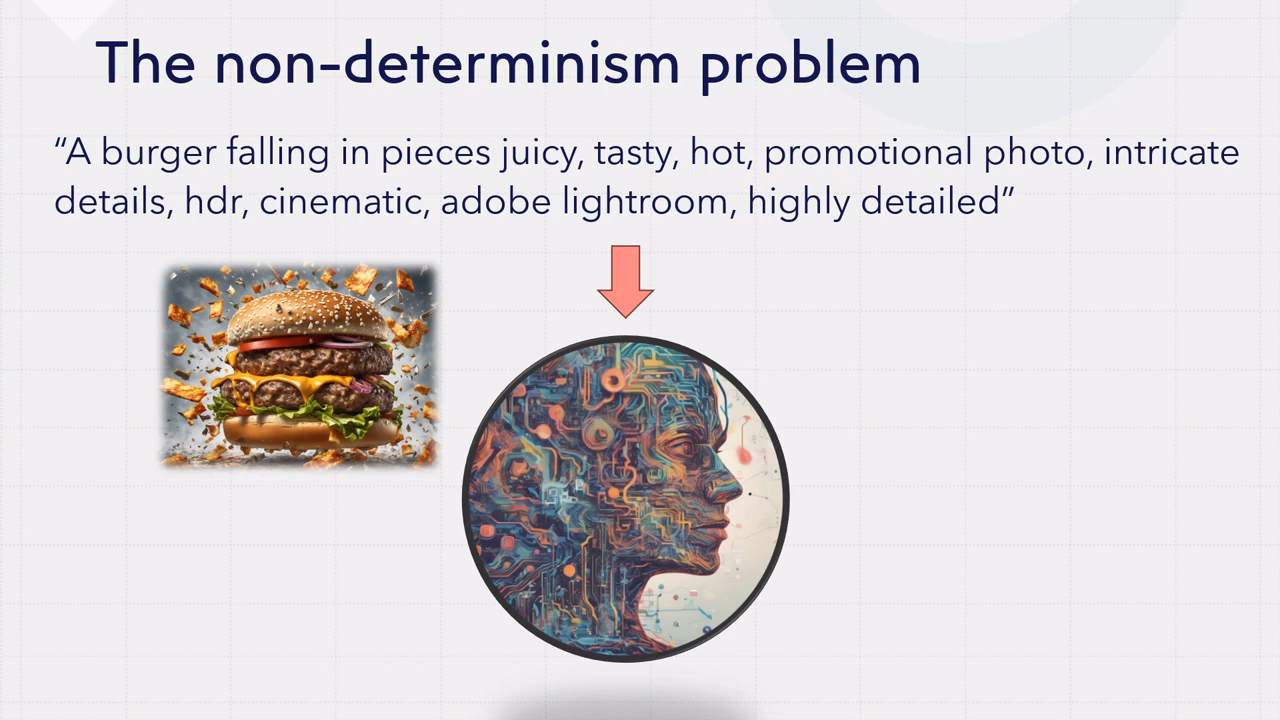 The non-determinism problem
“A burger falling in pieces juicy, tasty, hot, promotional photo, intricate
details, hdr, cinematic, adobe lightroom, highly detailed”